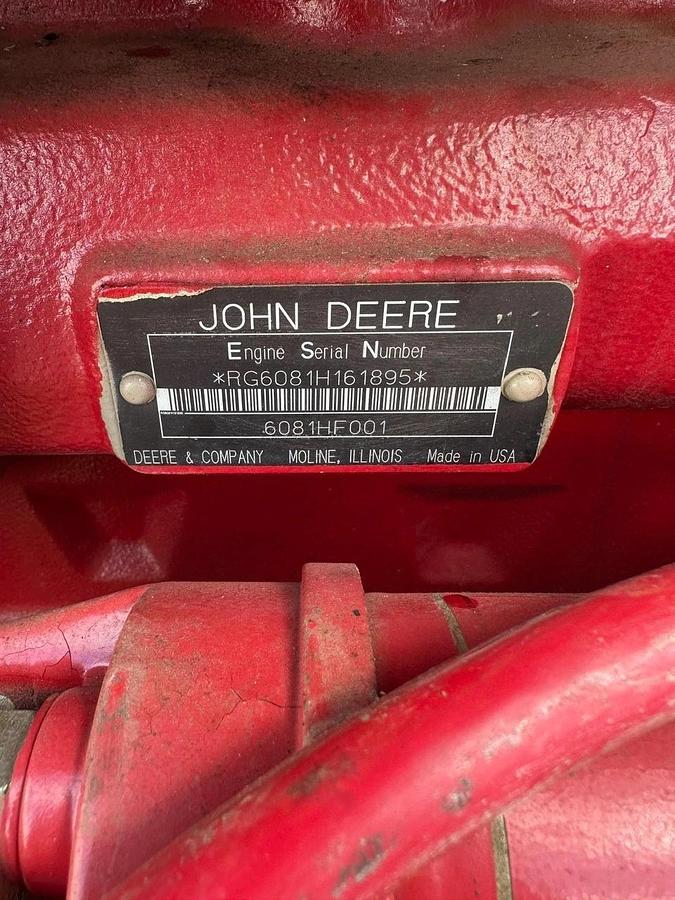 JOHN DEERE
Engine Serial Number
*RG6081H161895*
6081HF001
DEERE & COMPANY MOLINE, ILLINOIS Made in USA